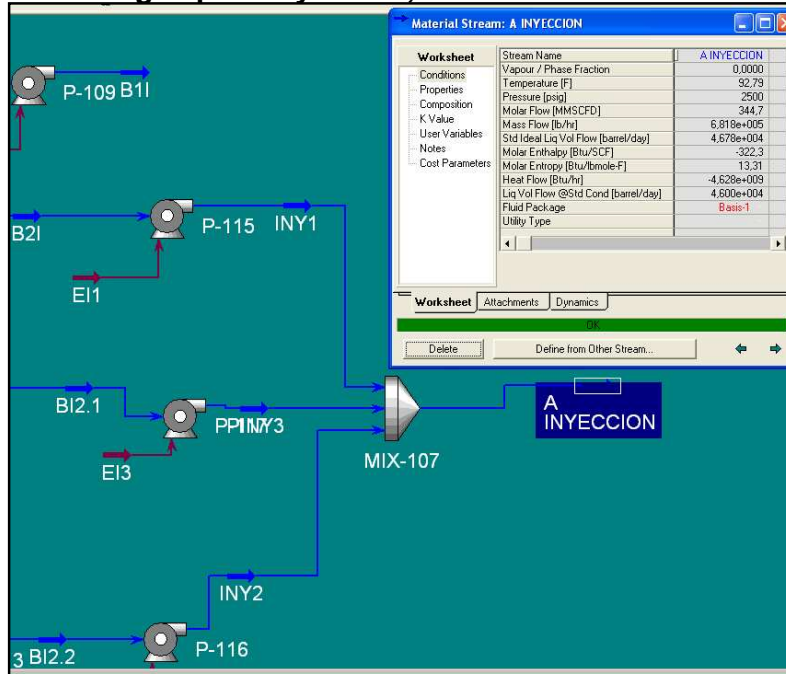 Material Stream: A INYECCION
Worksheet
Conditions
Properties
Composition
K Value
User Variables
Notes
Cost Parameters
Stream Name A INYECCION
Vapour / Phase Fraction 0,0000
Temperature [F] 92,79
Pressure [psig] 2500
Molar Flow [MMSCFD] 344,7
Mass Flow [lb/hr] 6,818e+005
Std Ideal Liq Vol Flow [barrel/day] 4,678e+004
Molar Enthalpy [Btu/SCF] -322,3
Molar Entropy [Btu/lbmole-F] 13,31
Heat Flow [Btu/hr] -4,628e+009
Liq Vol Flow @Std Cond [barrel/day] 4,600e+004
Fluid Package Basis-1
Utility Type
Worksheet Attachments Dynamics
OK
Delete Define from Other Stream...
P-109 B1I
B2I
P-115 INY1
EI1
BI2.1
INY3
EI3
MIX-107
A
INYECCION
INY2
3 BI2.2
P-116